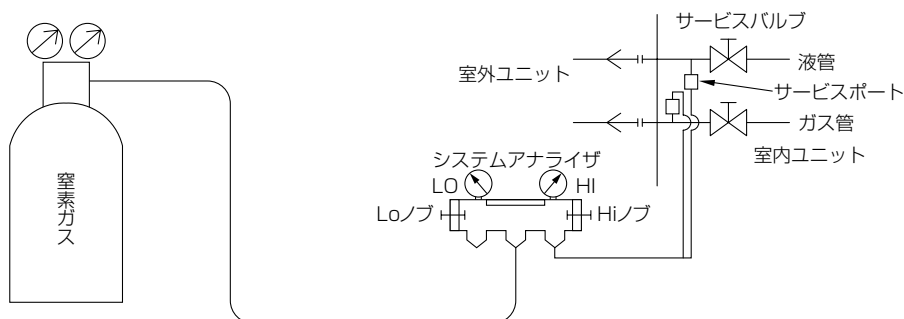 サービスバルブ
液管
室外ユニット
サービスポート
ガス管
室内ユニット
システムアナライザ
LO
HI
Loノブ
Hiノブ
窒素ガス